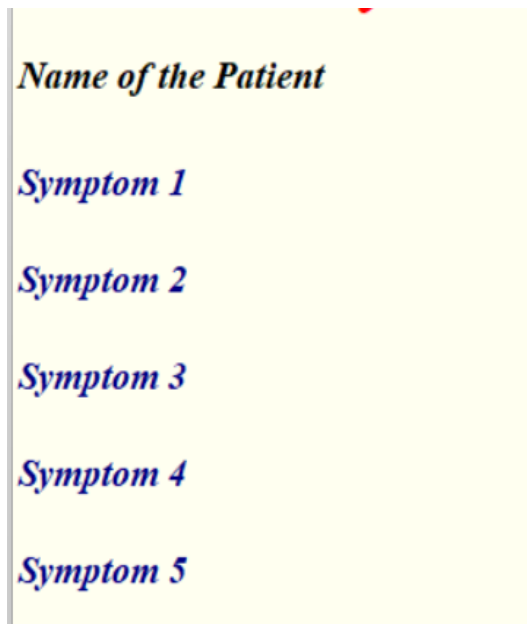 Name of the Patient
Symptom 1
Symptom 2
Symptom 3
Symptom 4
Symptom 5